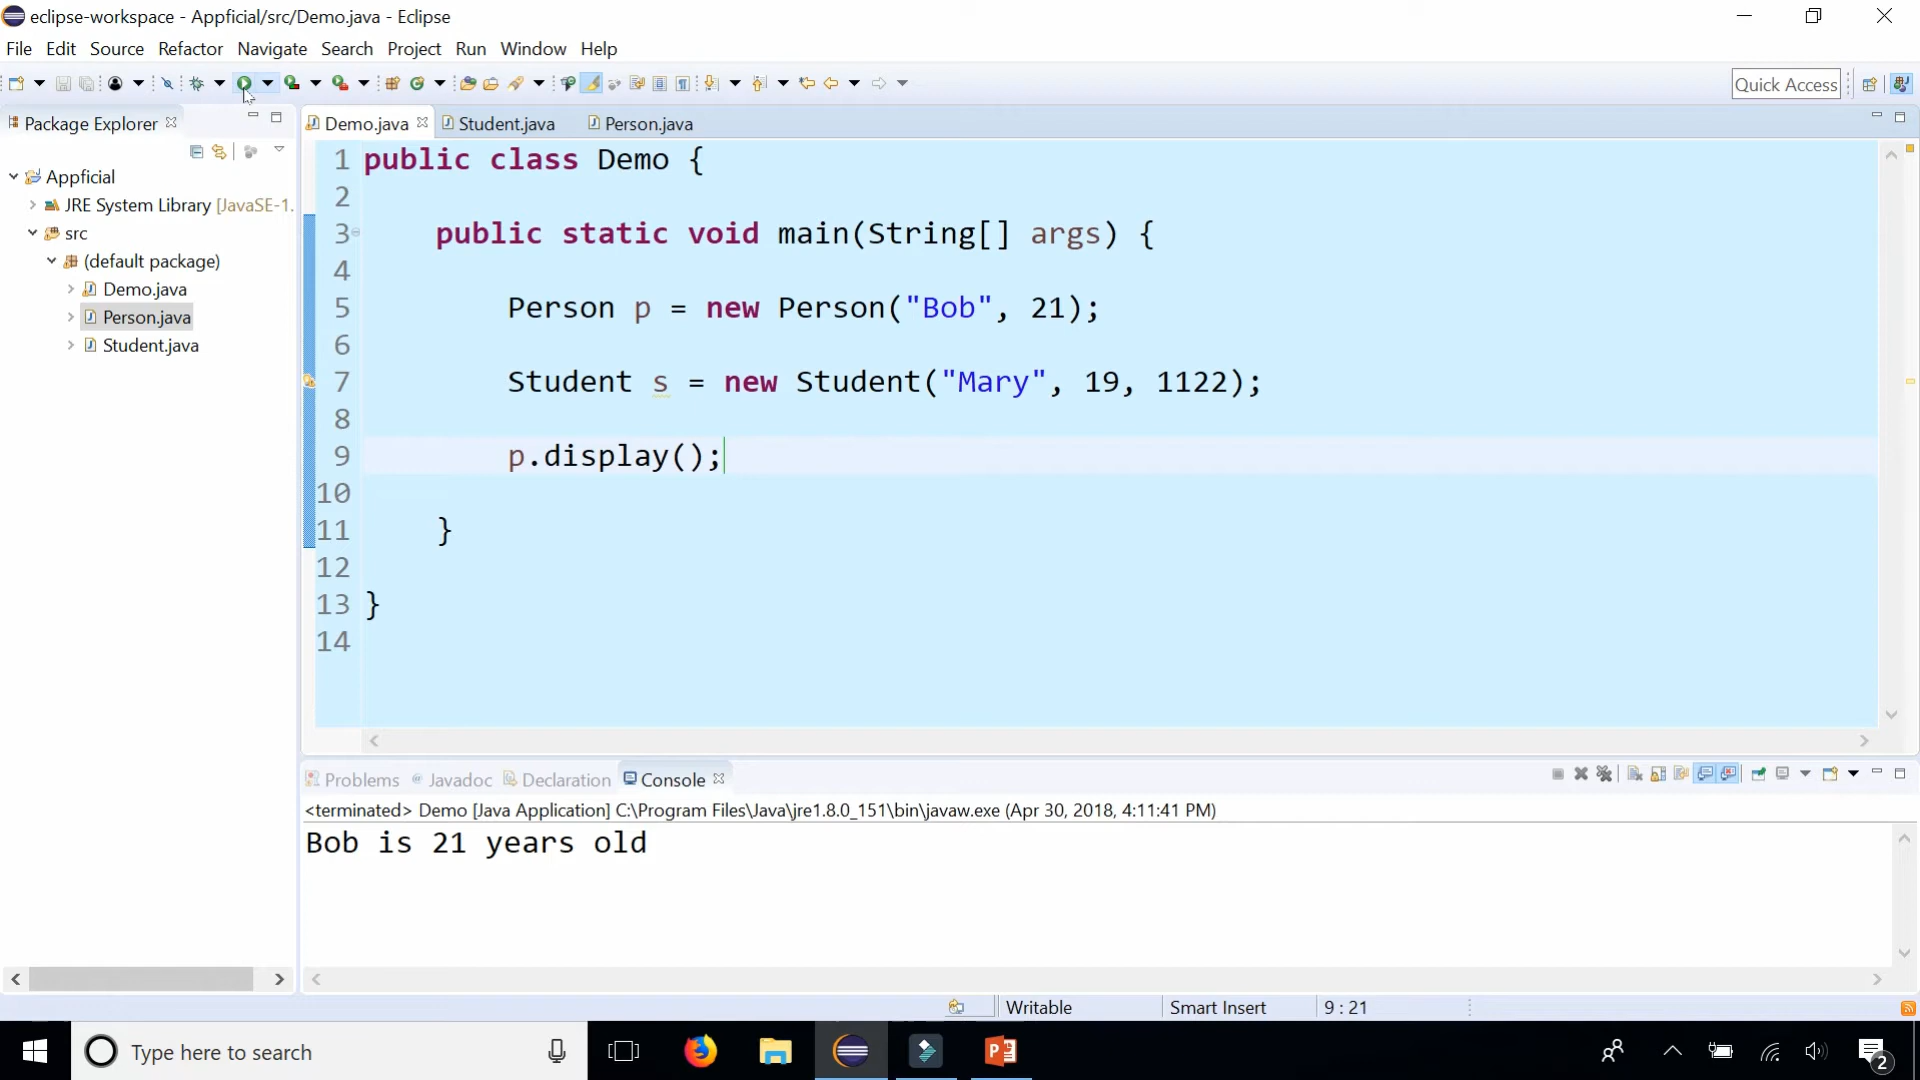 eclipse-workspace - Appficial/src/Demo.java - Eclipse
File Edit Source Refactor Navigate Search Project Run Window Help
Quick Access
Package Explorer
Demo.java Student.java Person.java
Appficial
JRE System Library [JavaSE-1.
src
(default package)
Demo.java
Person.java
Student.java
1 public class Demo {
2
3 public static void main(String[] args) {
4
5 Person p = new Person("Bob", 21);
6
7 Student s = new Student("Mary", 19, 1122);
8
9 p.display();
10
11 }
12
13 }
14
Problems Javadoc Declaration Console
<terminated> Demo [Java Application] C:\Program Files\Java\jre1.8.0_151\bin\javaw.exe (Apr 30, 2018, 4:11:41 PM)
Bob is 21 years old
Writable Smart Insert 9 : 21
Type here to search
2